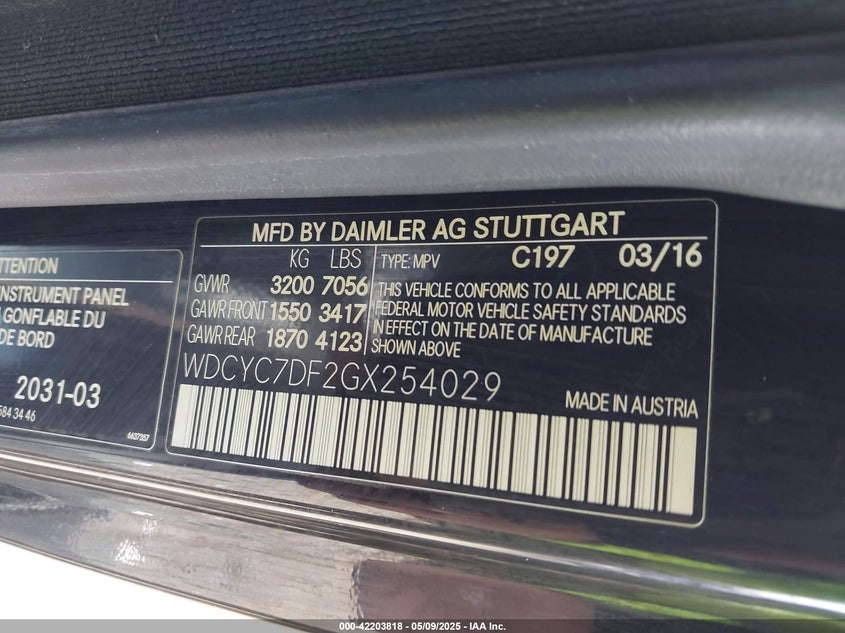 TTENTION
INSTRUMENT PANEL
GONFLABLE DU
DE BORD
2031-03
584 34 46
6637357
MFD BY DAIMLER AG STUTTGART
KG LBS
GVWR 3200 7056
GAWR FRONT 1550 3417
GAWR REAR 1870 4123
TYPE: MPV C197 03/16
THIS VEHICLE CONFORMS TO ALL APPLICABLE
FEDERAL MOTOR VEHICLE SAFETY STANDARDS
IN EFFECT ON THE DATE OF MANUFACTURE
SHOWN ABOVE
WDCYC7DF2GX254029
MADE IN AUSTRIA
000-42203818 - 05/09/2025 - IAA Inc.